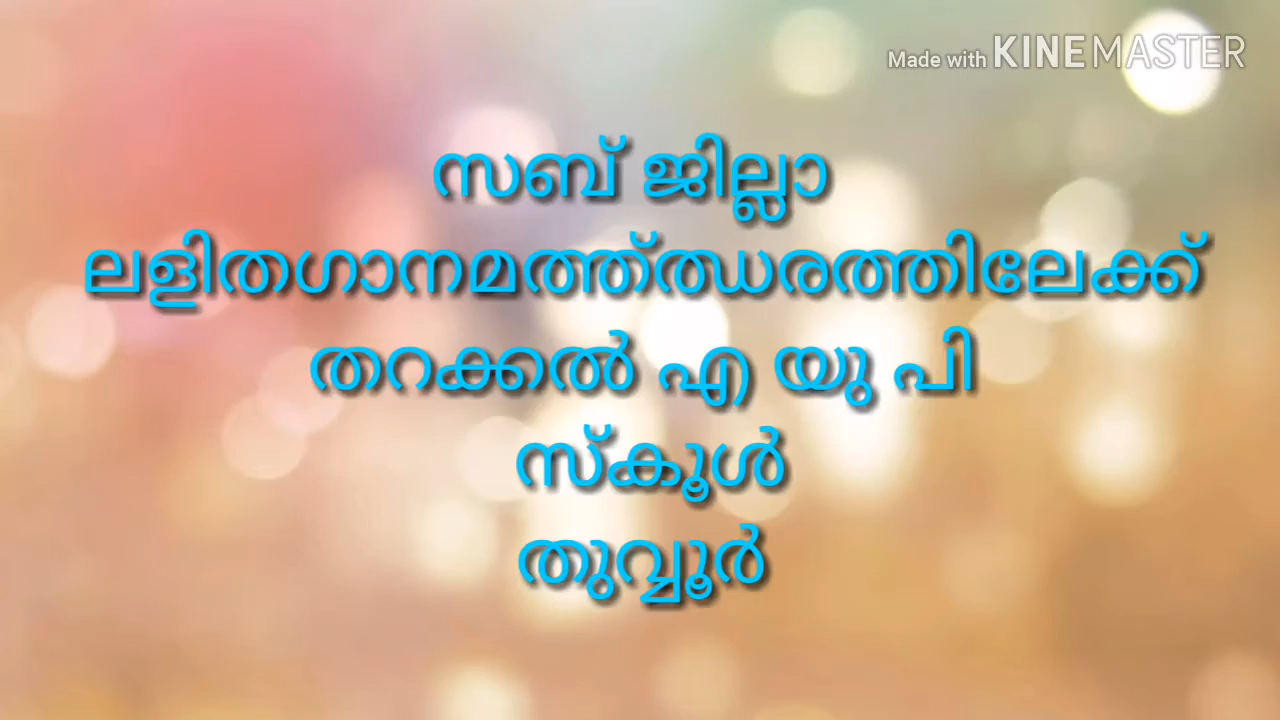 Made with KINEMASTER
സബ് ജില്ലാ
ലളിതഗാനമത്ത്ഝരത്തിലേക്ക്
തറക്കൽ എ യു പി
സ്കൂൾ
തുവ്വൂർ